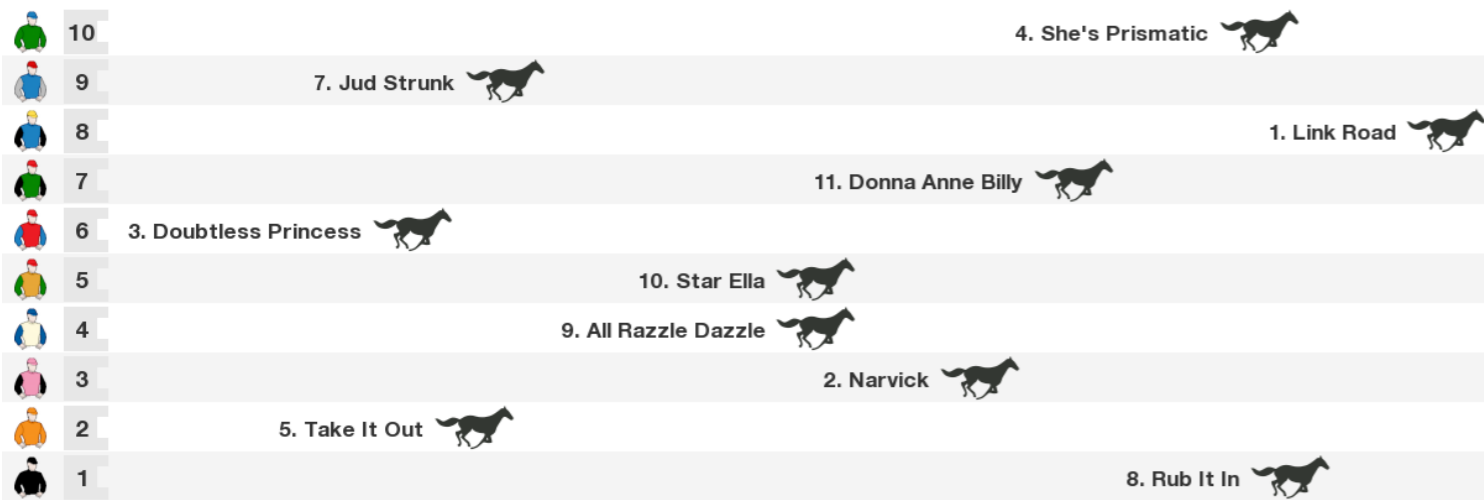 10 4. She's Prismatic
9 7. Jud Strunk
8 1. Link Road
7 11. Donna Anne Billy
6 3. Doubtless Princess
5 10. Star Ella
4 9. All Razzle Dazzle
3 2. Narvick
2 5. Take It Out
1 8. Rub It In